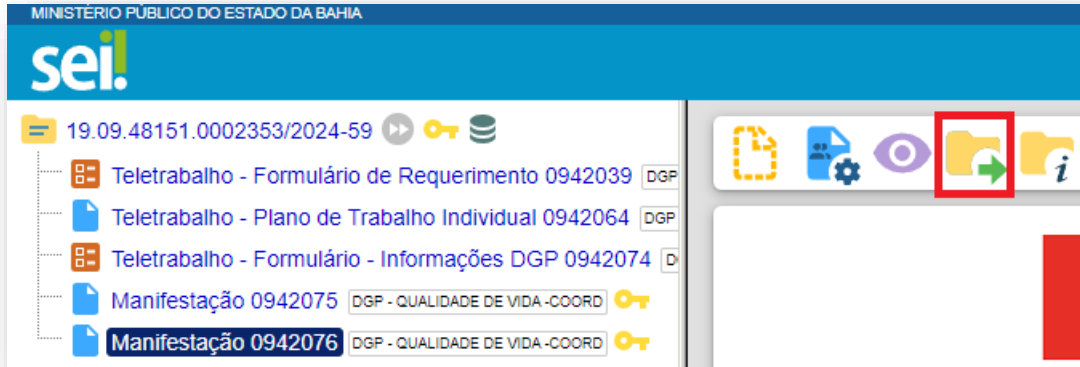 MINISTÉRIO PÚBLICO DO ESTADO DA BAHIA
sei!
19.09.48151.0002353/2024-59
Teletrabalho - Formulário de Requerimento 0942039 DGP
Teletrabalho - Plano de Trabalho Individual 0942064 DGP
Teletrabalho - Formulário - Informações DGP 0942074 D
Manifestação 0942075 DGP - QUALIDADE DE VIDA -COORD
Manifestação 0942076 DGP - QUALIDADE DE VIDA -COORD